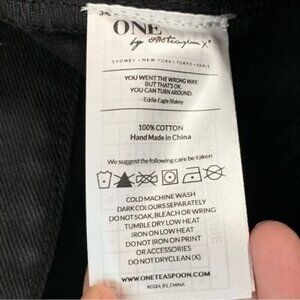 ONE
by One Teaspoon X
SYDNEY • NEW YORK • TOKYO • PARIS
YOU WENT THE WRONG WAY.
BUT THAT'S OK.
YOU CAN TURN AROUND.
- Eddie Eagle Blakey
100% COTTON
Hand Made in China
We suggest the following care be taken
COLD MACHINE WASH
DARK COLOURS SEPARATELY
DO NOT SOAK, BLEACH OR WRING
TUMBLE DRY LOW HEAT
IRON ON LOW HEAT
DO NOT IRON ON PRINT
OR ACCESSORIES
DO NOT DRYCLEAN (X)
WWW.ONETEASPOON.COM